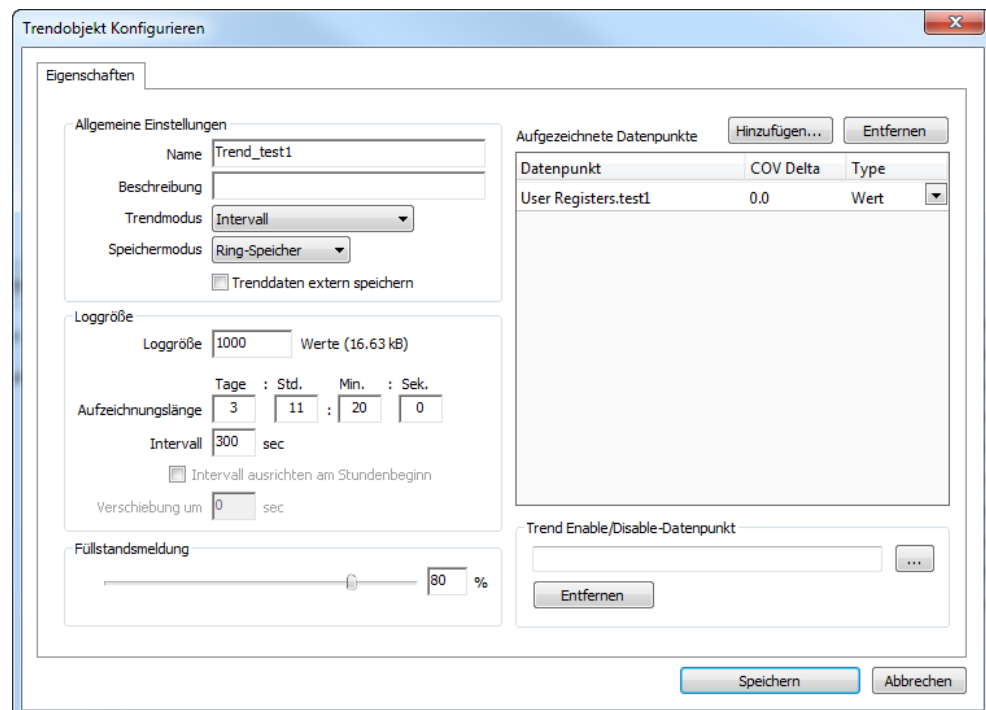 Trendobjekt Konfigurieren
Eigenschaften
Allgemeine Einstellungen
Name Trend_test1
Beschreibung
Trendmodus Intervall
Speichermodus Ring-Speicher
Trenddaten extern speichern
Loggröße
Loggröße 1000 Werte (16.63 kB)
Tage : Std. Min. : Sek.
Aufzeichnungslänge 3 11 : 20 0
Intervall 300 sec
Intervall ausrichten am Stundenbeginn
Verschiebung um 0 sec
Füllstandsmeldung
80 %
Aufgezeichnete Datenpunkte Hinzufügen... Entfernen
Datenpunkt COV Delta Type
User Registers.test1 0.0 Wert
Trend Enable/Disable-Datenpunkt
...
Entfernen
Speichern Abbrechen